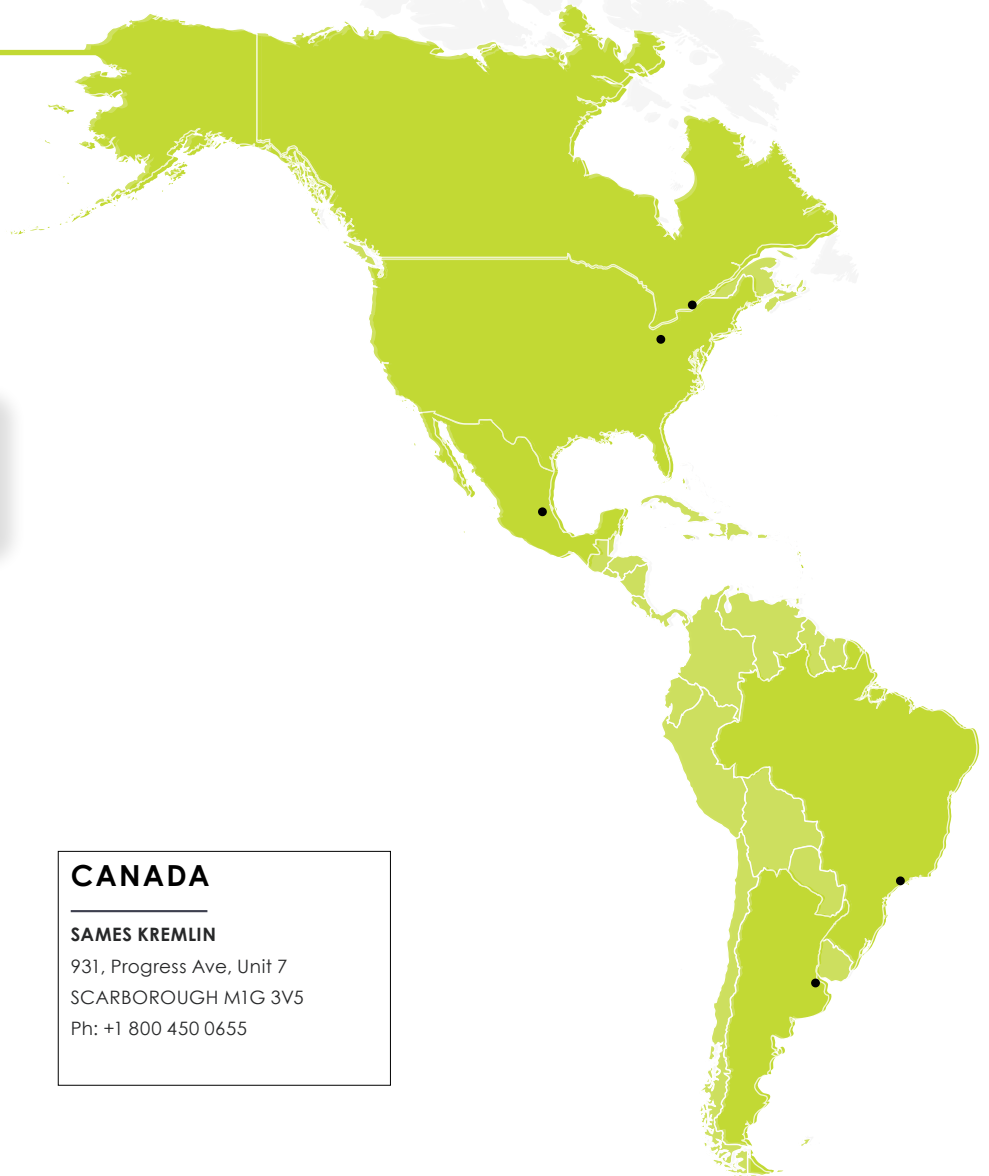 CANADA
SAMES KREMLIN
931, Progress Ave, Unit 7
SCARBOROUGH M1G 3V5
Ph: +1 800 450 0655